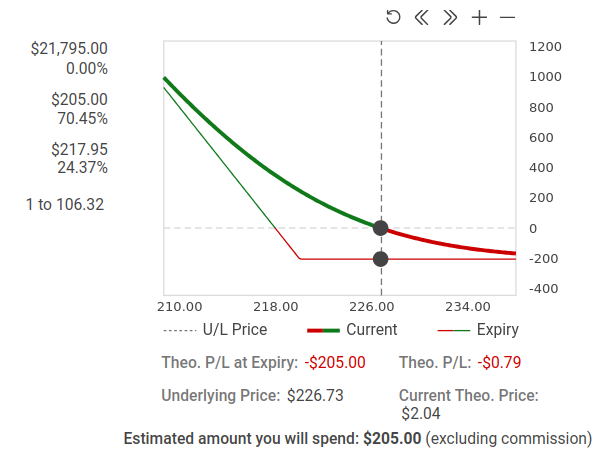 $21,795.00
0.00%
$205.00
70.45%
$217.95
24.37%
1 to 106.32
1200
1000
800
600
400
200
0
-200
-400
210.00 218.00 226.00 234.00
U/L Price Current Expiry
Theo. P/L at Expiry: -$205.00 Theo. P/L: -$0.79
Underlying Price: $226.73 Current Theo. Price:
$2.04
Estimated amount you will spend: $205.00 (excluding commission)